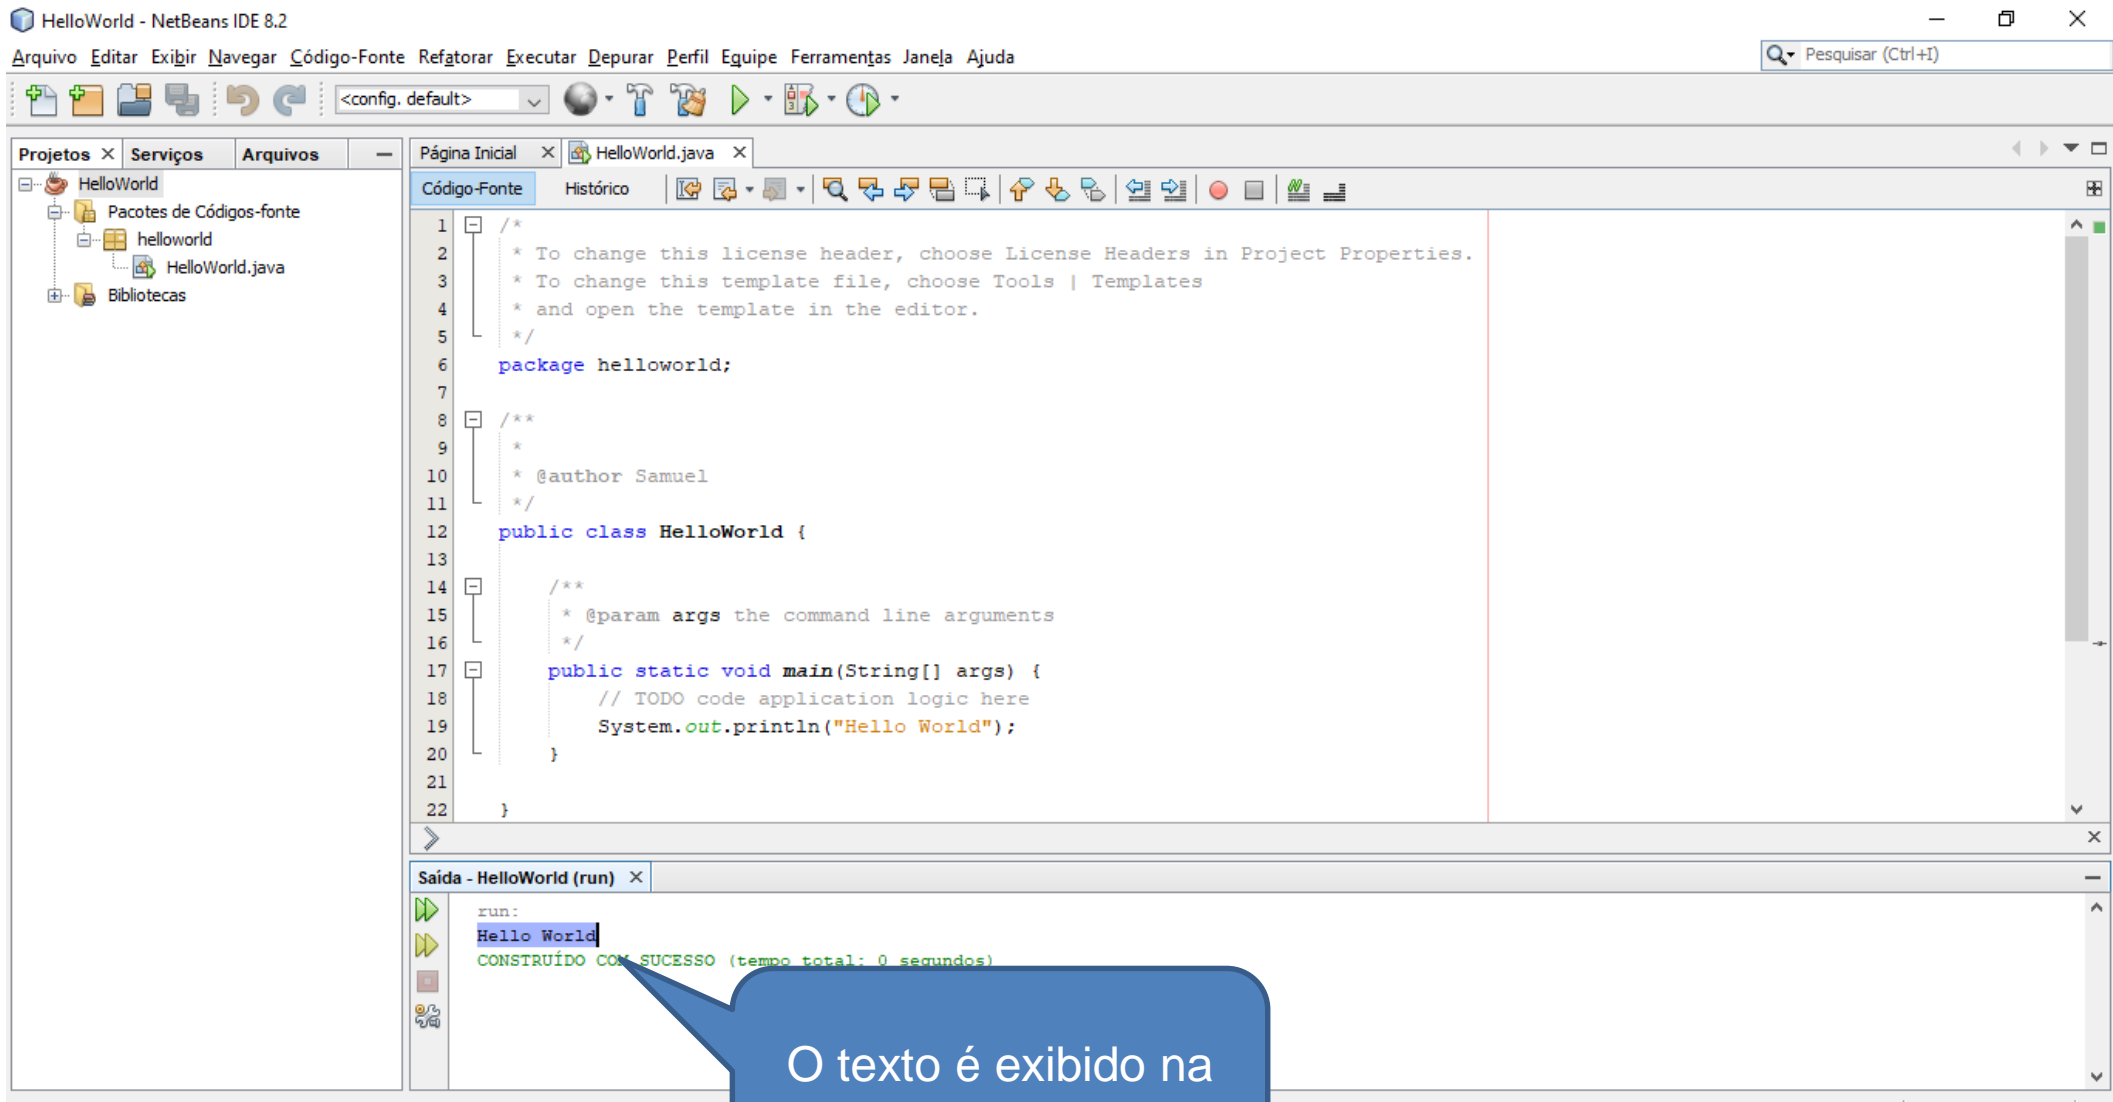 HelloWorld - NetBeans IDE 8.2
Arquivo Editar Exibir Navegar Código-Fonte Refatorar Executar Depurar Perfil Equipe Ferramentas Janela Ajuda
Pesquisar (Ctrl+I)
<config. default>
Projetos Serviços Arquivos
HelloWorld
Pacotes de Códigos-fonte
helloworld
HelloWorld.java
Bibliotecas
Página Inicial HelloWorld.java
Código-Fonte Histórico
1 /*
2 * To change this license header, choose License Headers in Project Properties.
3 * To change this template file, choose Tools | Templates
4 * and open the template in the editor.
5 */
6 package helloworld;
7
8 /**
9 *
10 * @author Samuel
11 */
12 public class HelloWorld {
13
14 /**
15 * @param args the command line arguments
16 */
17 public static void main(String[] args) {
18 // TODO code application logic here
19 System.out.println("Hello World");
20 }
21
22 }
Saída - HelloWorld (run)
run:
Hello World
CONSTRUÍDO COM SUCESSO (tempo total: 0 segundos)
O texto é exibido na